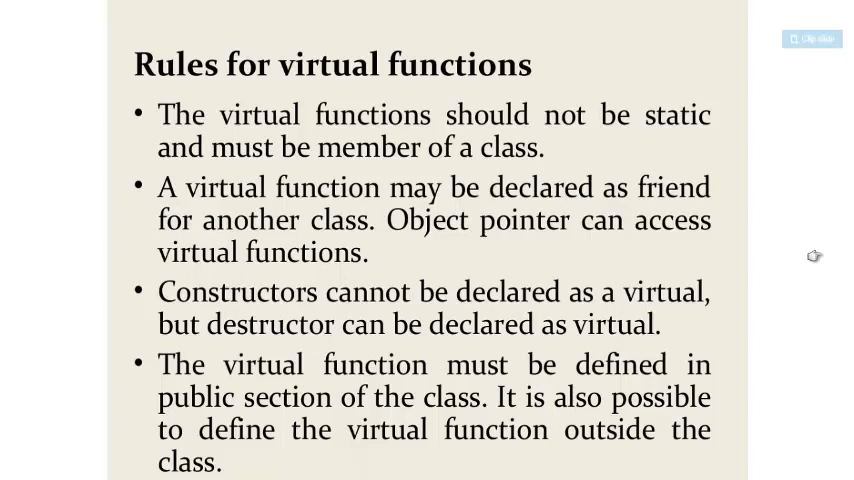 Clip slide
Rules for virtual functions
• The virtual functions should not be static
and must be member of a class.
• A virtual function may be declared as friend
for another class. Object pointer can access
virtual functions.
• Constructors cannot be declared as a virtual,
but destructor can be declared as virtual.
• The virtual function must be defined in
public section of the class. It is also possible
to define the virtual function outside the
class.